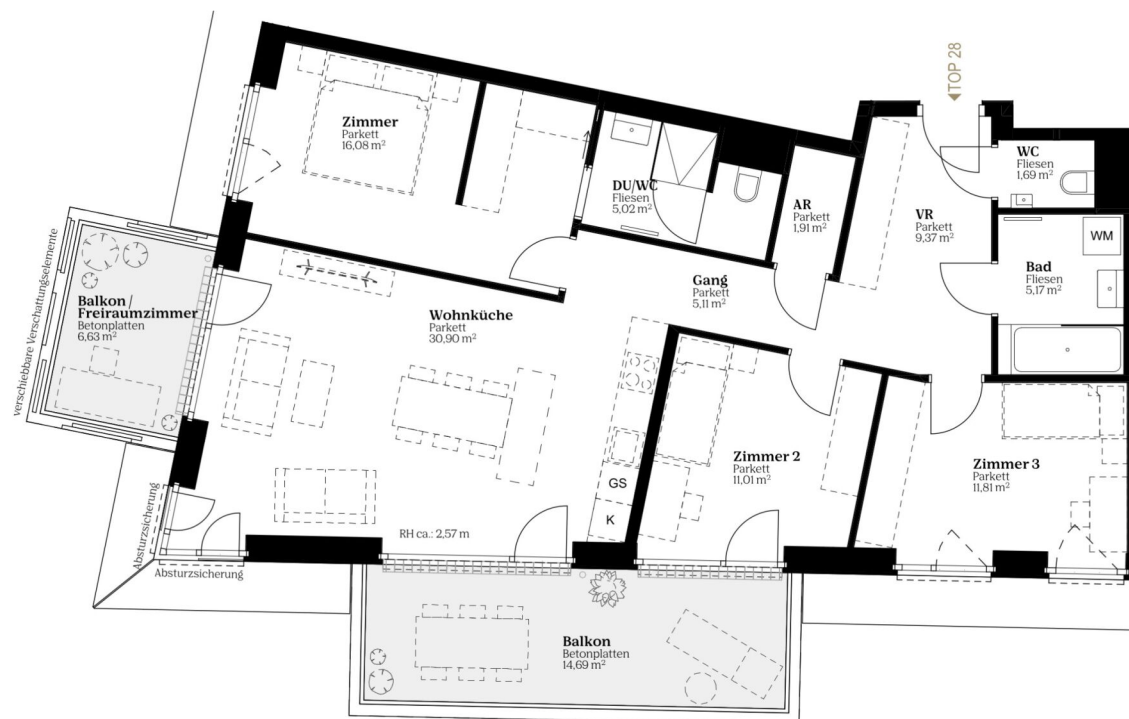 ◀TOP 28
Zimmer
Parkett
16,08 m²
DU/WC
Fliesen
5,02 m²
AR
Parkett
1,91 m²
VR
Parkett
9,37 m²
WC
Fliesen
1,69 m²
WM
Bad
Fliesen
5,17 m²
Gang
Parkett
5,11 m²
verschiebbare Verschattungselemente
Balkon /
Freiraumzimmer
Betonplatten
6,63 m²
Wohnküche
Parkett
30,90 m²
Zimmer 2
Parkett
11,01 m²
Zimmer 3
Parkett
11,81 m²
GS
K
RH ca.: 2,57 m
Absturzsicherung
Absturzsicherung
Balkon
Betonplatten
14,69 m²